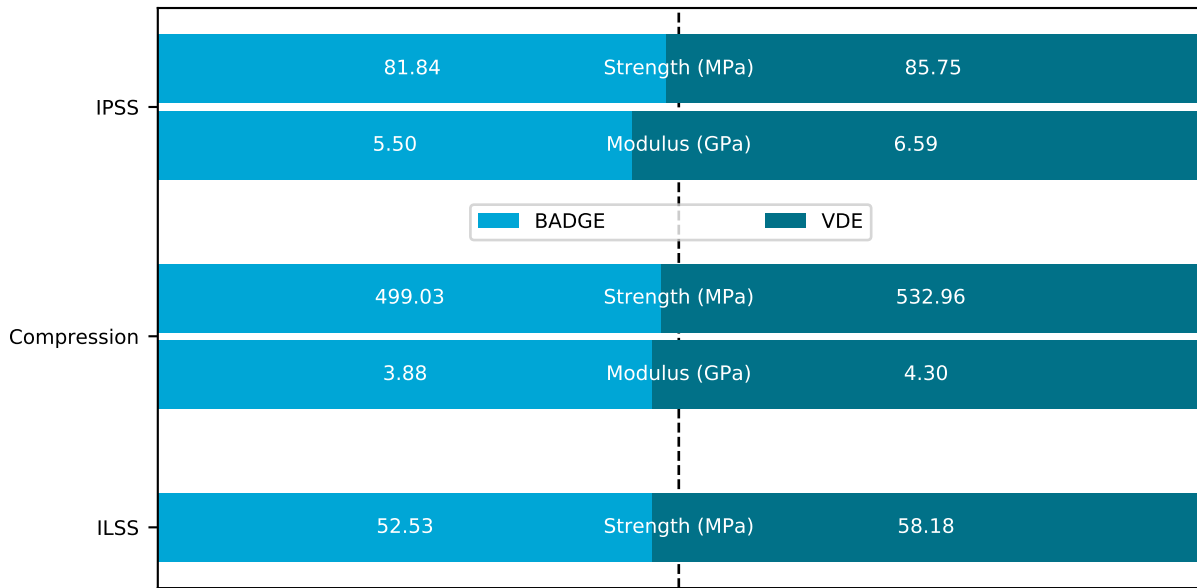 81.84 Strength (MPa) 85.75
IPSS
5.50 Modulus (GPa) 6.59
BADGE VDE
499.03 Strength (MPa) 532.96
Compression
3.88 Modulus (GPa) 4.30
ILSS 52.53 Strength (MPa) 58.18